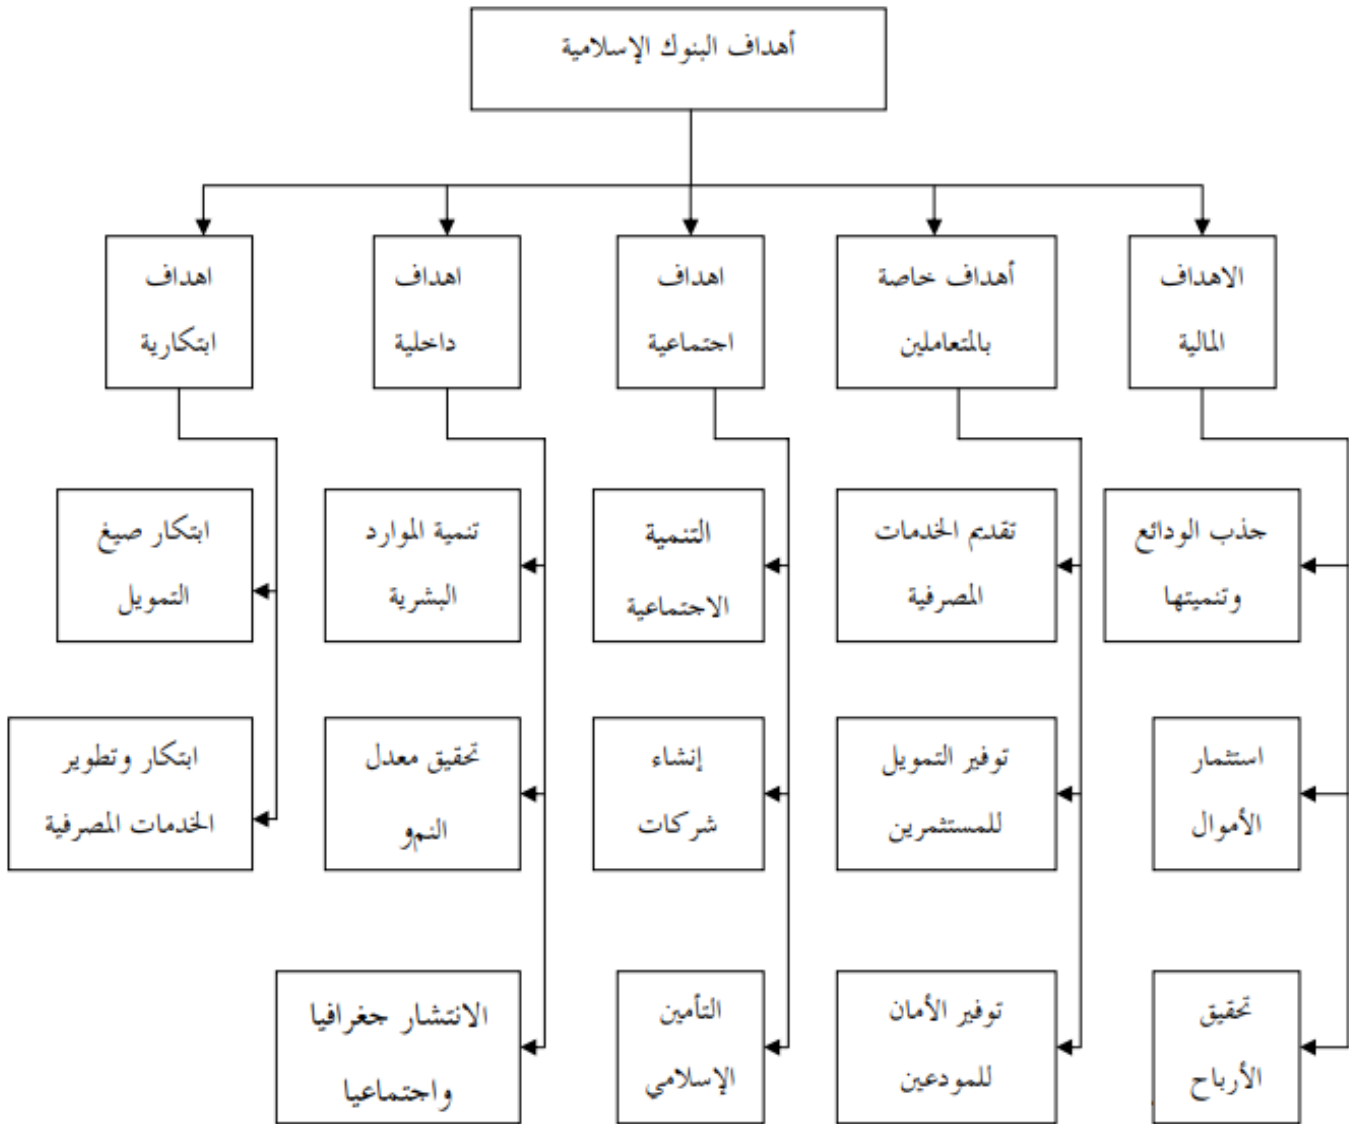 أهداف البنوك الإسلامية
الاهداف
المالية
أهداف خاصة
بالمتعاملين
اهداف
اجتماعية
اهداف
داخلية
اهداف
ابتكارية
جذب الودائع
وتنميتها
تقديم الخدمات
المصرفية
التنمية
الاجتماعية
تنمية الموارد
البشرية
ابتكار صيغ
التمويل
استثمار
الأموال
توفير التمويل
للمستثمرين
إنشاء
شركات
تحقيق معدل
النمو
ابتكار وتطوير
الخدمات المصرفية
تحقيق
الأرباح
توفير الأمان
للمودعين
التأمين
الإسلامي
الانتشار جغرافيا
واجتماعيا